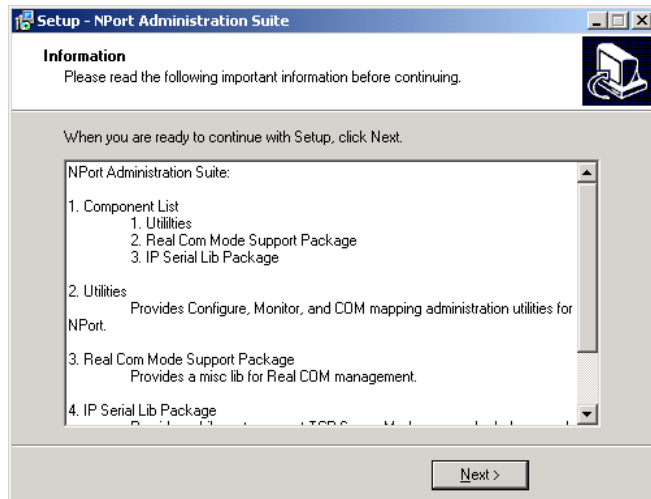 Setup - NPort Administration Suite
Information
Please read the following important information before continuing.
When you are ready to continue with Setup, click Next.
NPort Administration Suite:
1. Component List
1. Utililties
2. Real Com Mode Support Package
3. IP Serial Lib Package
2. Utilities
Provides Configure, Monitor, and COM mapping administration utilities for
NPort.
3. Real Com Mode Support Package
Provides a misc lib for Real COM management.
4. IP Serial Lib Package
Next >